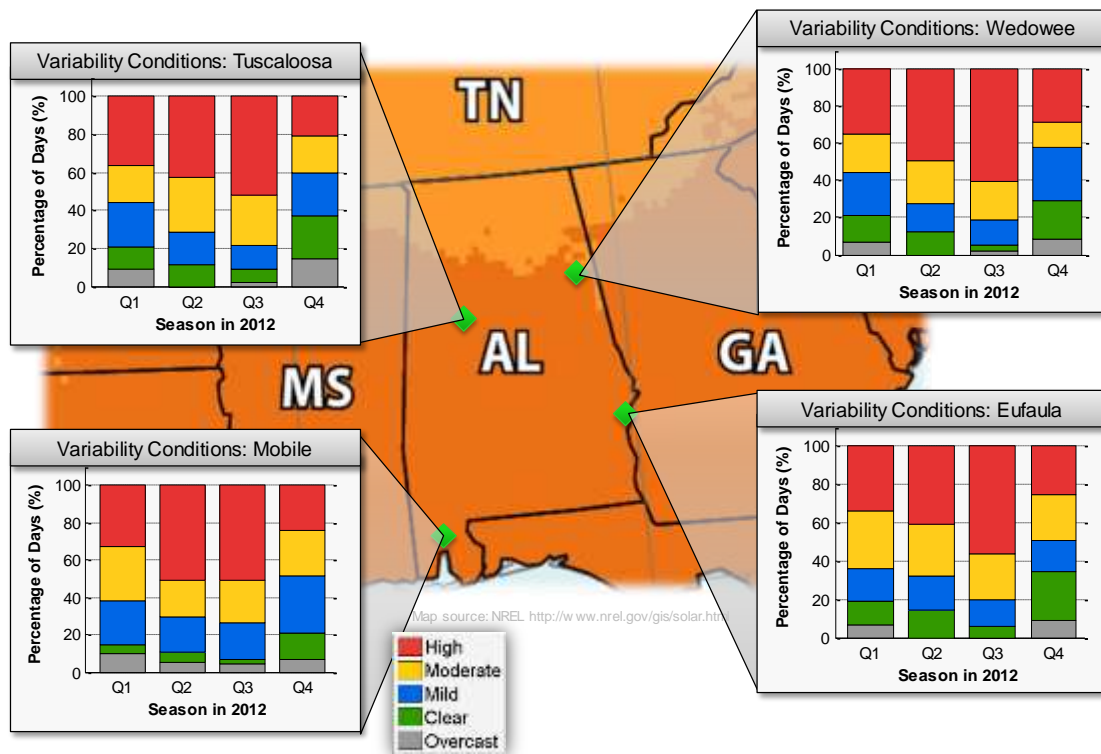 Variability Conditions: Tuscaloosa
Percentage of Days (%)
100
80
60
40
20
0
Q1 Q2 Q3 Q4
Season in 2012
Variability Conditions: Wedowee
Percentage of Days (%)
100
80
60
40
20
0
Q1 Q2 Q3 Q4
Season in 2012
TN
MS
AL
GA
Variability Conditions: Mobile
Percentage of Days (%)
100
80
60
40
20
0
Q1 Q2 Q3 Q4
Season in 2012
Variability Conditions: Eufaula
Percentage of Days (%)
100
80
60
40
20
0
Q1 Q2 Q3 Q4
Season in 2012
Map source: NREL http://www.nrel.gov/gis/solar.html
High
Moderate
Mild
Clear
Overcast